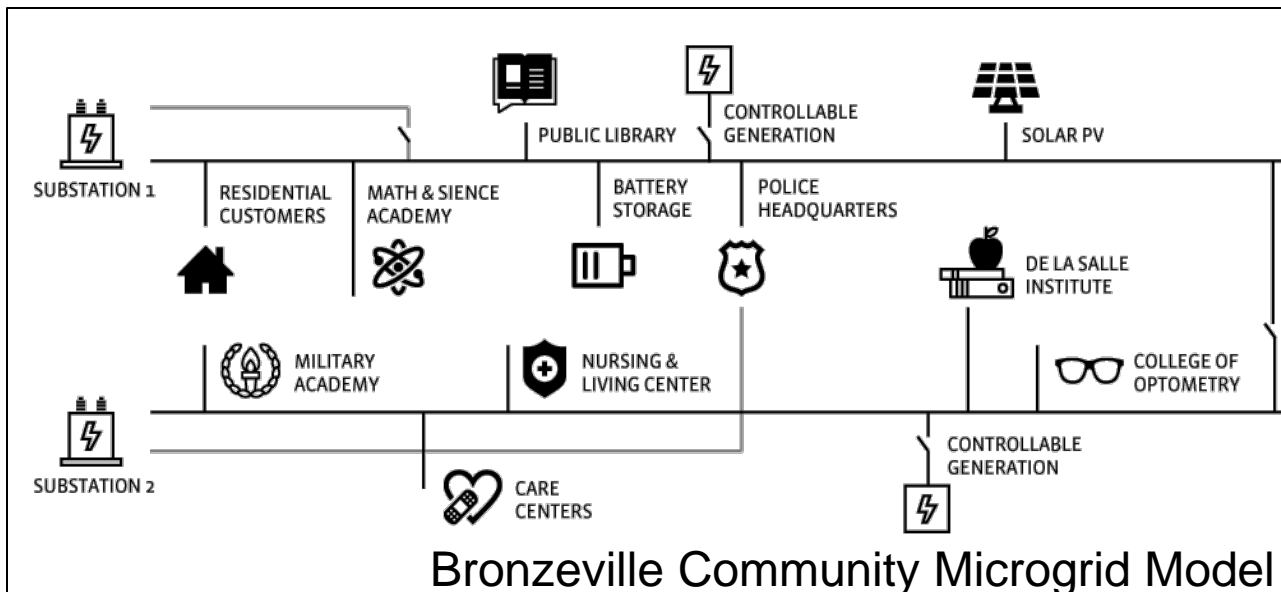 PUBLIC LIBRARY
CONTROLLABLE
GENERATION
SOLAR PV
SUBSTATION 1
RESIDENTIAL
CUSTOMERS
MATH & SIENCE
ACADEMY
BATTERY
STORAGE
POLICE
HEADQUARTERS
DE LA SALLE
INSTITUTE
MILITARY
ACADEMY
NURSING &
LIVING CENTER
COLLEGE OF
OPTOMETRY
SUBSTATION 2
CARE
CENTERS
CONTROLLABLE
GENERATION
Bronzeville Community Microgrid Model